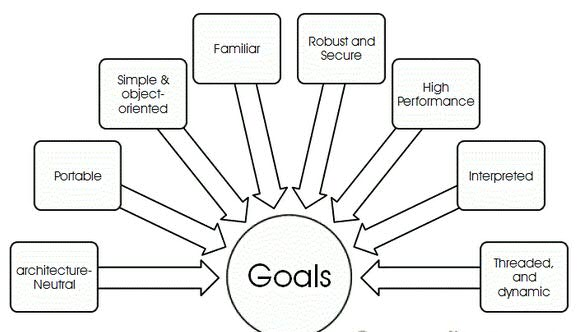 Familiar
Robust and
Secure
Simple &
object-
oriented
High
Performance
Portable
Interpreted
architecture-
Neutral
Goals
Threaded,
and
dynamic